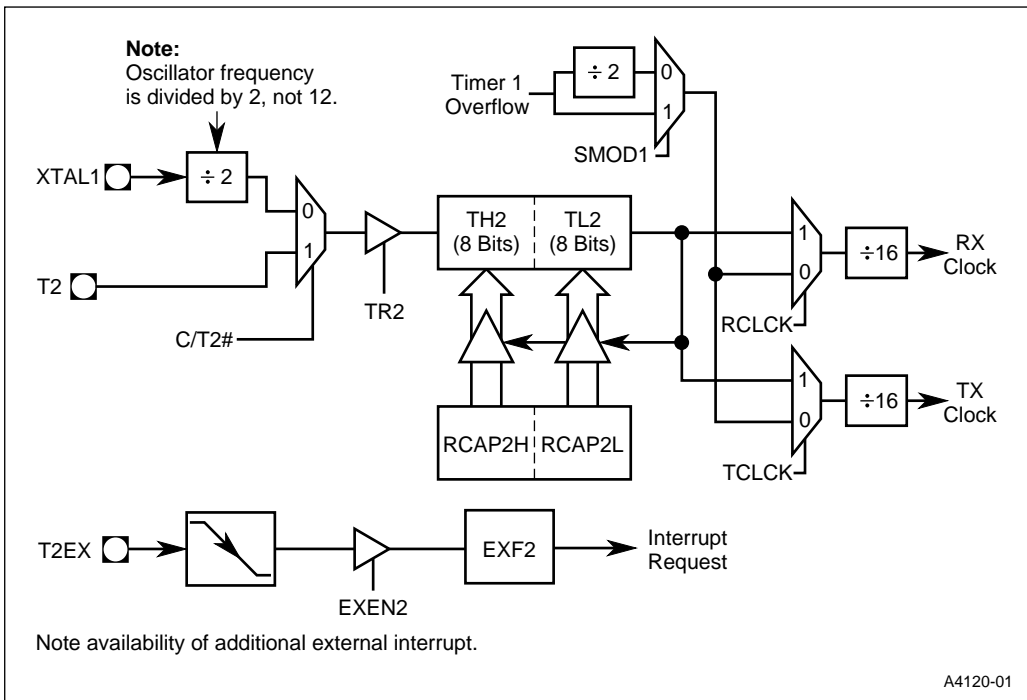 Note:
Oscillator frequency
is divided by 2, not 12.
XTAL1
÷ 2
0
1
T2
C/T2#
TR2
TH2
(8 Bits)
TL2
(8 Bits)
RCAP2H
RCAP2L
Timer 1
Overflow
÷ 2
0
1
SMOD1
1
0
RCLCK
÷16
RX
Clock
1
0
TCLCK
÷16
TX
Clock
T2EX
EXEN2
EXF2
Interrupt
Request
Note availability of additional external interrupt.
A4120-01